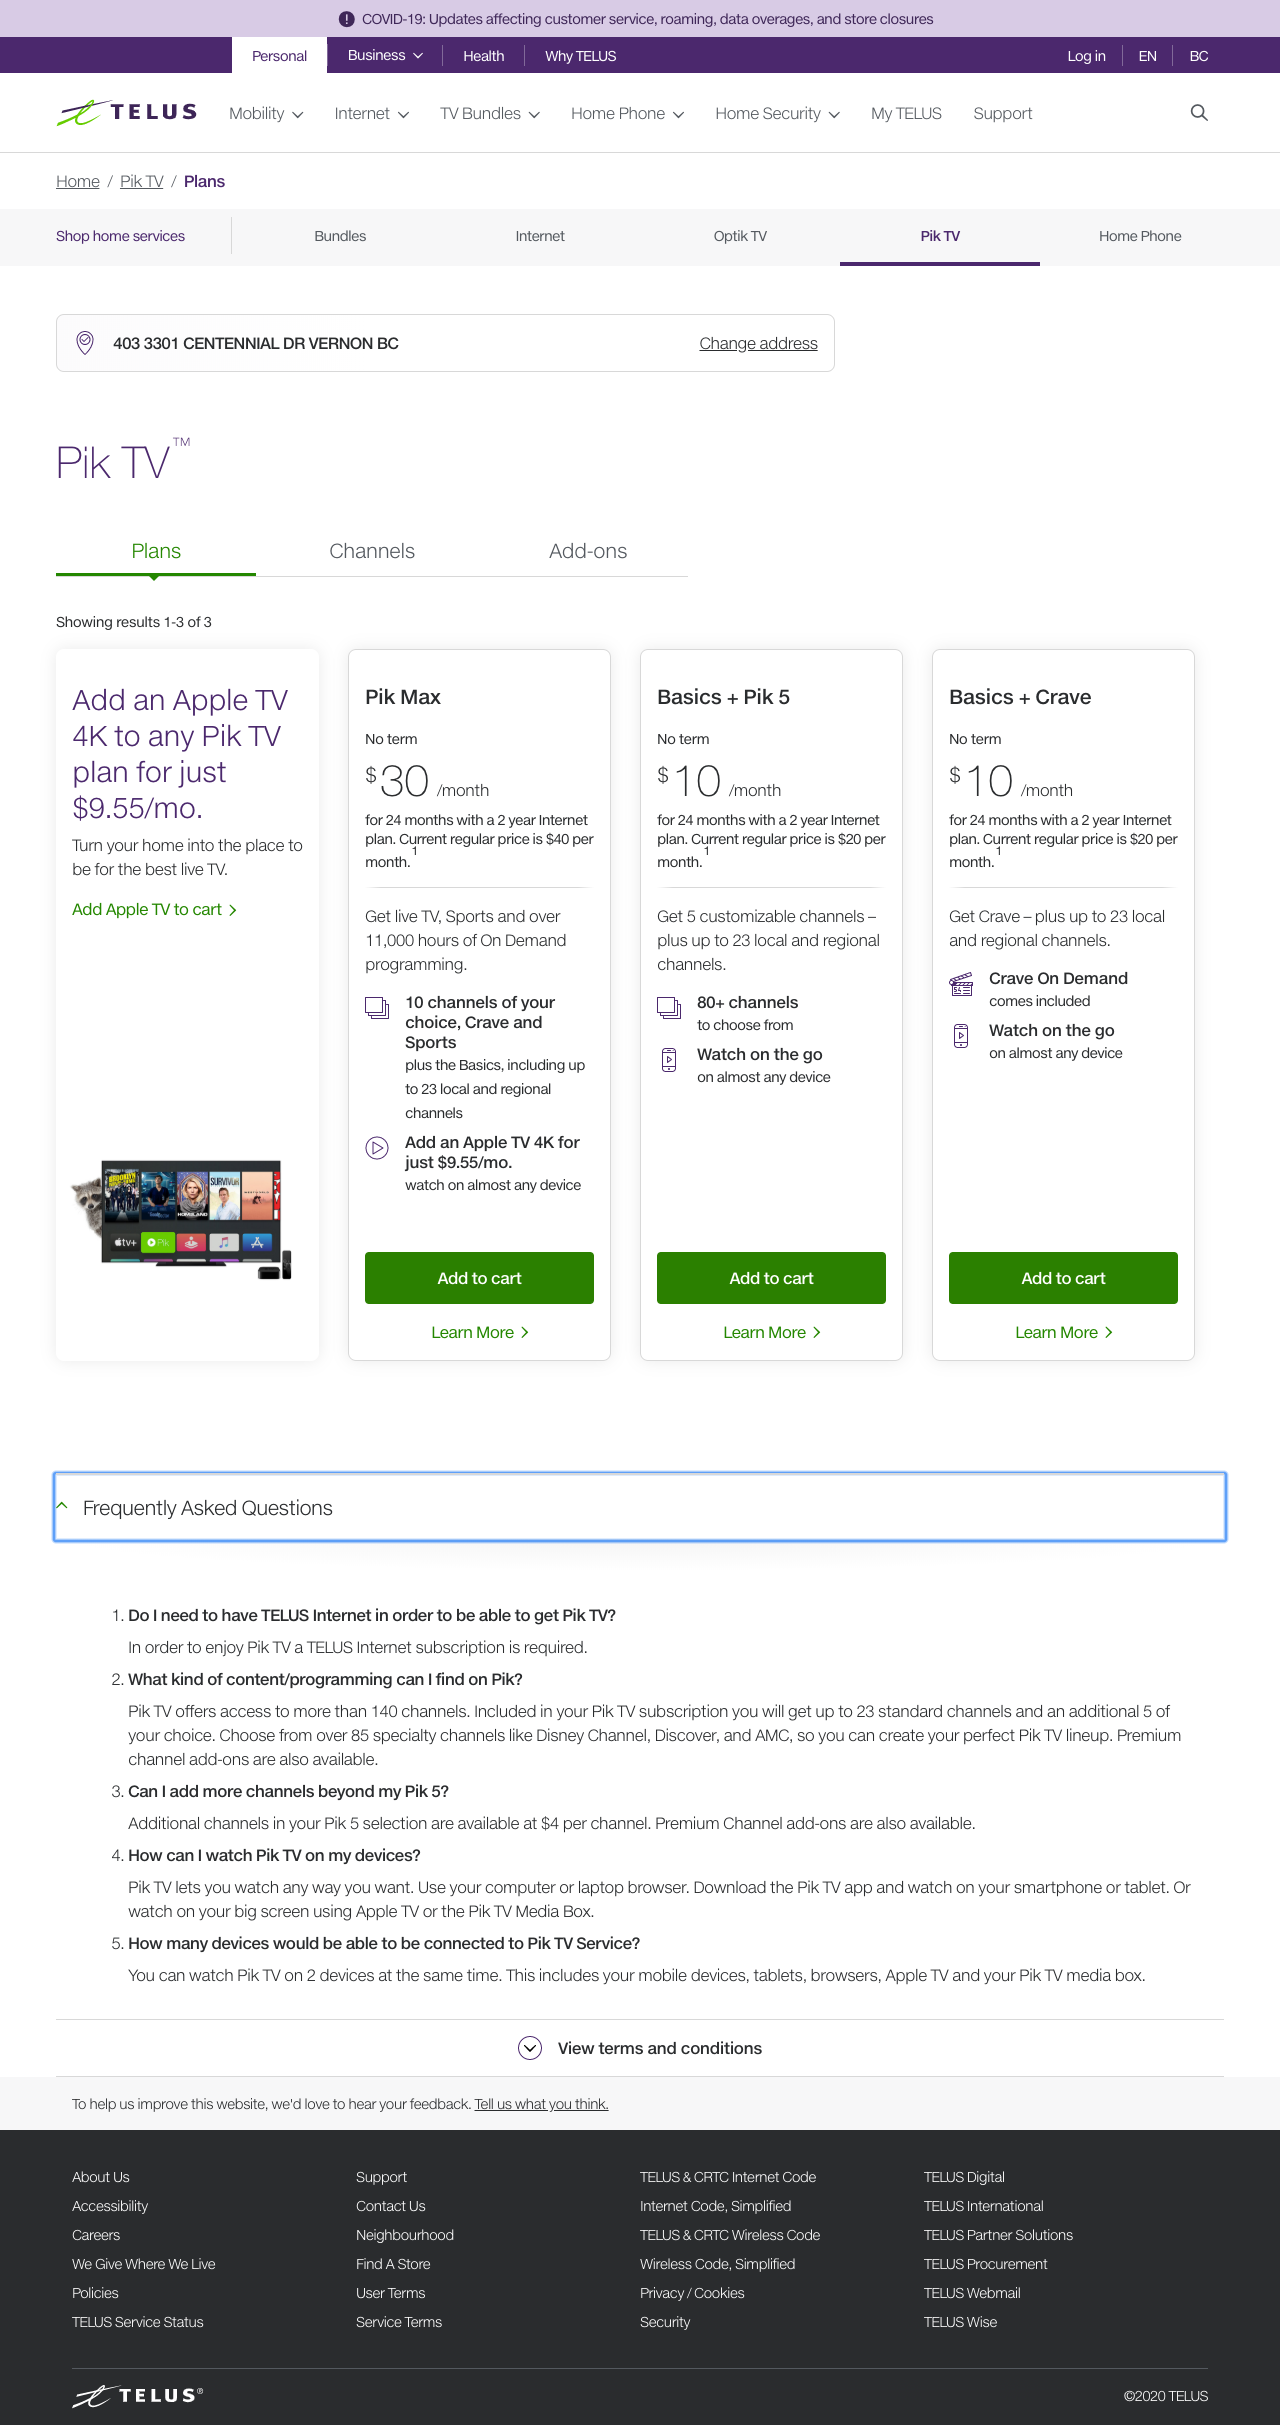 COVID-19: Updates affecting customer service, roaming, data overages, and store closures
Personal
Business
Health
Why TELUS
Log in
EN
BC
TELUS
Mobility
Internet
TV Bundles
Home Phone
Home Security
My TELUS
Support
Home / Pik TV / Plans
Shop home services
Bundles
Internet
Optik TV
Pik TV
Home Phone
403 3301 CENTENNIAL DR VERNON BC
Change address
Pik TV™
Plans
Channels
Add-ons
Showing results 1-3 of 3
Add an Apple TV
4K to any Pik TV
plan for just
$9.55/mo.
Turn your home into the place to
be for the best live TV.
Add Apple TV to cart
BROOKLYN
HOMELAND
SURVIVOR
tv+
Pik
Pik Max
No term
$30 /month
for 24 months with a 2 year Internet
plan. Current regular price is $40 per
month.1
Get live TV, Sports and over
11,000 hours of On Demand
programming.
10 channels of your
choice, Crave and
Sports
plus the Basics, including up
to 23 local and regional
channels
Add an Apple TV 4K for
just $9.55/mo.
watch on almost any device
Add to cart
Learn More
Basics + Pik 5
No term
$10 /month
for 24 months with a 2 year Internet
plan. Current regular price is $20 per
month.1
Get 5 customizable channels –
plus up to 23 local and regional
channels.
80+ channels
to choose from
Watch on the go
on almost any device
Add to cart
Learn More
Basics + Crave
No term
$10 /month
for 24 months with a 2 year Internet
plan. Current regular price is $20 per
month.1
Get Crave – plus up to 23 local
and regional channels.
Crave On Demand
comes included
Watch on the go
on almost any device
Add to cart
Learn More
Frequently Asked Questions
1. Do I need to have TELUS Internet in order to be able to get Pik TV?
In order to enjoy Pik TV a TELUS Internet subscription is required.
2. What kind of content/programming can I find on Pik?
Pik TV offers access to more than 140 channels. Included in your Pik TV subscription you will get up to 23 standard channels and an additional 5 of
your choice. Choose from over 85 specialty channels like Disney Channel, Discover, and AMC, so you can create your perfect Pik TV lineup. Premium
channel add-ons are also available.
3. Can I add more channels beyond my Pik 5?
Additional channels in your Pik 5 selection are available at $4 per channel. Premium Channel add-ons are also available.
4. How can I watch Pik TV on my devices?
Pik TV lets you watch any way you want. Use your computer or laptop browser. Download the Pik TV app and watch on your smartphone or tablet. Or
watch on your big screen using Apple TV or the Pik TV Media Box.
5. How many devices would be able to be connected to Pik TV Service?
You can watch Pik TV on 2 devices at the same time. This includes your mobile devices, tablets, browsers, Apple TV and your Pik TV media box.
View terms and conditions
To help us improve this website, we'd love to hear your feedback. Tell us what you think.
About Us
Accessibility
Careers
We Give Where We Live
Policies
TELUS Service Status
Support
Contact Us
Neighbourhood
Find A Store
User Terms
Service Terms
TELUS & CRTC Internet Code
Internet Code, Simplified
TELUS & CRTC Wireless Code
Wireless Code, Simplified
Privacy / Cookies
Security
TELUS Digital
TELUS International
TELUS Partner Solutions
TELUS Procurement
TELUS Webmail
TELUS Wise
TELUS®
©2020 TELUS